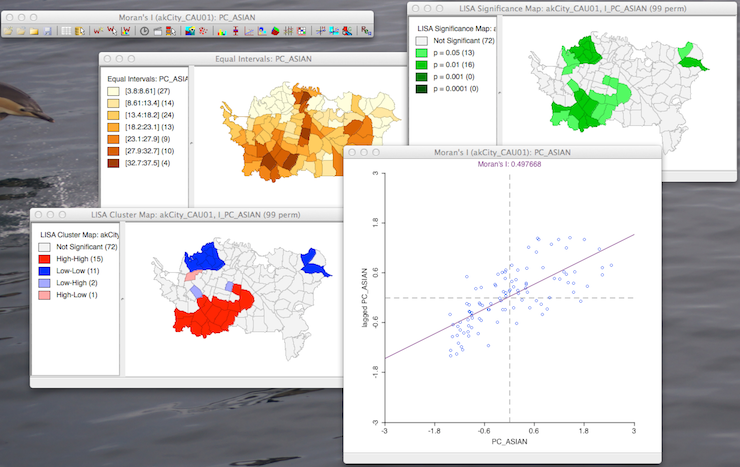 Moran's I (akCity_CAU01): PC_ASIAN
LISA Significance Map: akCity_CAU01, I_PC_ASIAN (99 perm)
LISA Significance Map: a
Not Significant (72)
p = 0.05 (13)
p = 0.01 (16)
p = 0.001 (0)
p = 0.0001 (0)
Equal Intervals: PC_ASIAN
Equal Intervals: PC_ASIA
[3.8:8.61] (27)
[8.61:13.4] (14)
[13.4:18.2] (24)
[18.2:23.1] (13)
[23.1:27.9] (9)
[27.9:32.7] (10)
[32.7:37.5] (4)
LISA Cluster Map: akCity_CAU01, I_PC_ASIAN (99 perm)
LISA Cluster Map: akCity
Not Significant (72)
High-High (15)
Low-Low (11)
Low-High (2)
High-Low (1)
Moran's I (akCity_CAU01): PC_ASIAN
Moran's I: 0.497668
3
1.8
0.6
-0.6
-1.8
-3
lagged PC_ASIAN
-3 -1.8 -0.6 0.6 1.8 3
PC_ASIAN